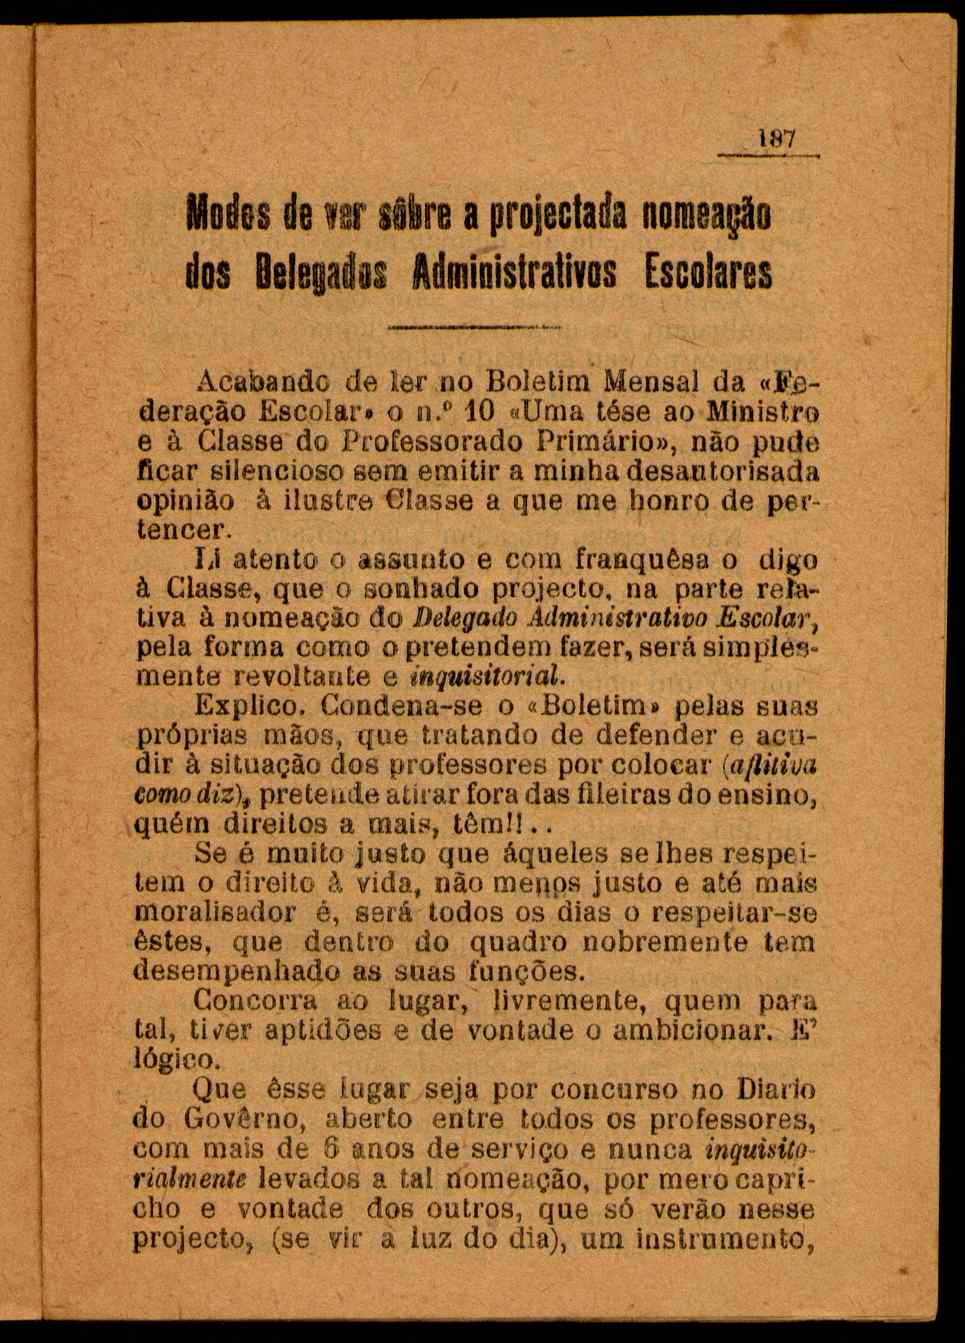 187
Modos de ver sôbre a projectada nomeação
dos Delegados Administrativos Escolares
Acabando de ler no Boletim Mensal da «Fe-
deração Escolar» o n.º 10 «Uma tése ao Ministro
e à Classe do Professorado Primário», não pude
ficar silencioso sem emitir a minha desautorisada
opinião à ilustre Classe a que me honro de per-
tencer.
Li atento o assunto e com franquêsa o digo
à Classe, que o sonhado projecto, na parte rela-
tiva à nomeação do Delegado Administrativo Escolar,
pela forma como o pretendem fazer, será simples-
mente revoltante e inquisitorial.
Explico. Condena-se o «Boletim» pelas suas
próprias mãos, que tratando de defender e acu-
dir à situação dos professores por colocar (aflitiva
como diz), pretende atirar fora das fileiras do ensino,
quém direitos a mais, têm!!..
Se é muito justo que áqueles se lhes respei-
tem o direito à vida, não menos justo e até mais
moralisador é, será todos os dias o respeitar-se
êstes, que dentro do quadro nobremente tem
desempenhado as suas funções.
Concorra ao lugar, livremente, quem para
tal, tiver aptidões e de vontade o ambicionar. E'
lógico.
Que êsse lugar seja por concurso no Diario
do Govêrno, aberto entre todos os professores,
com mais de 6 anos de serviço e nunca inquisito-
rialmente levados a tal nomeação, por mero capri-
cho e vontade dos outros, que só verão nesse
projecto, (se vir a luz do dia), um instrumento,